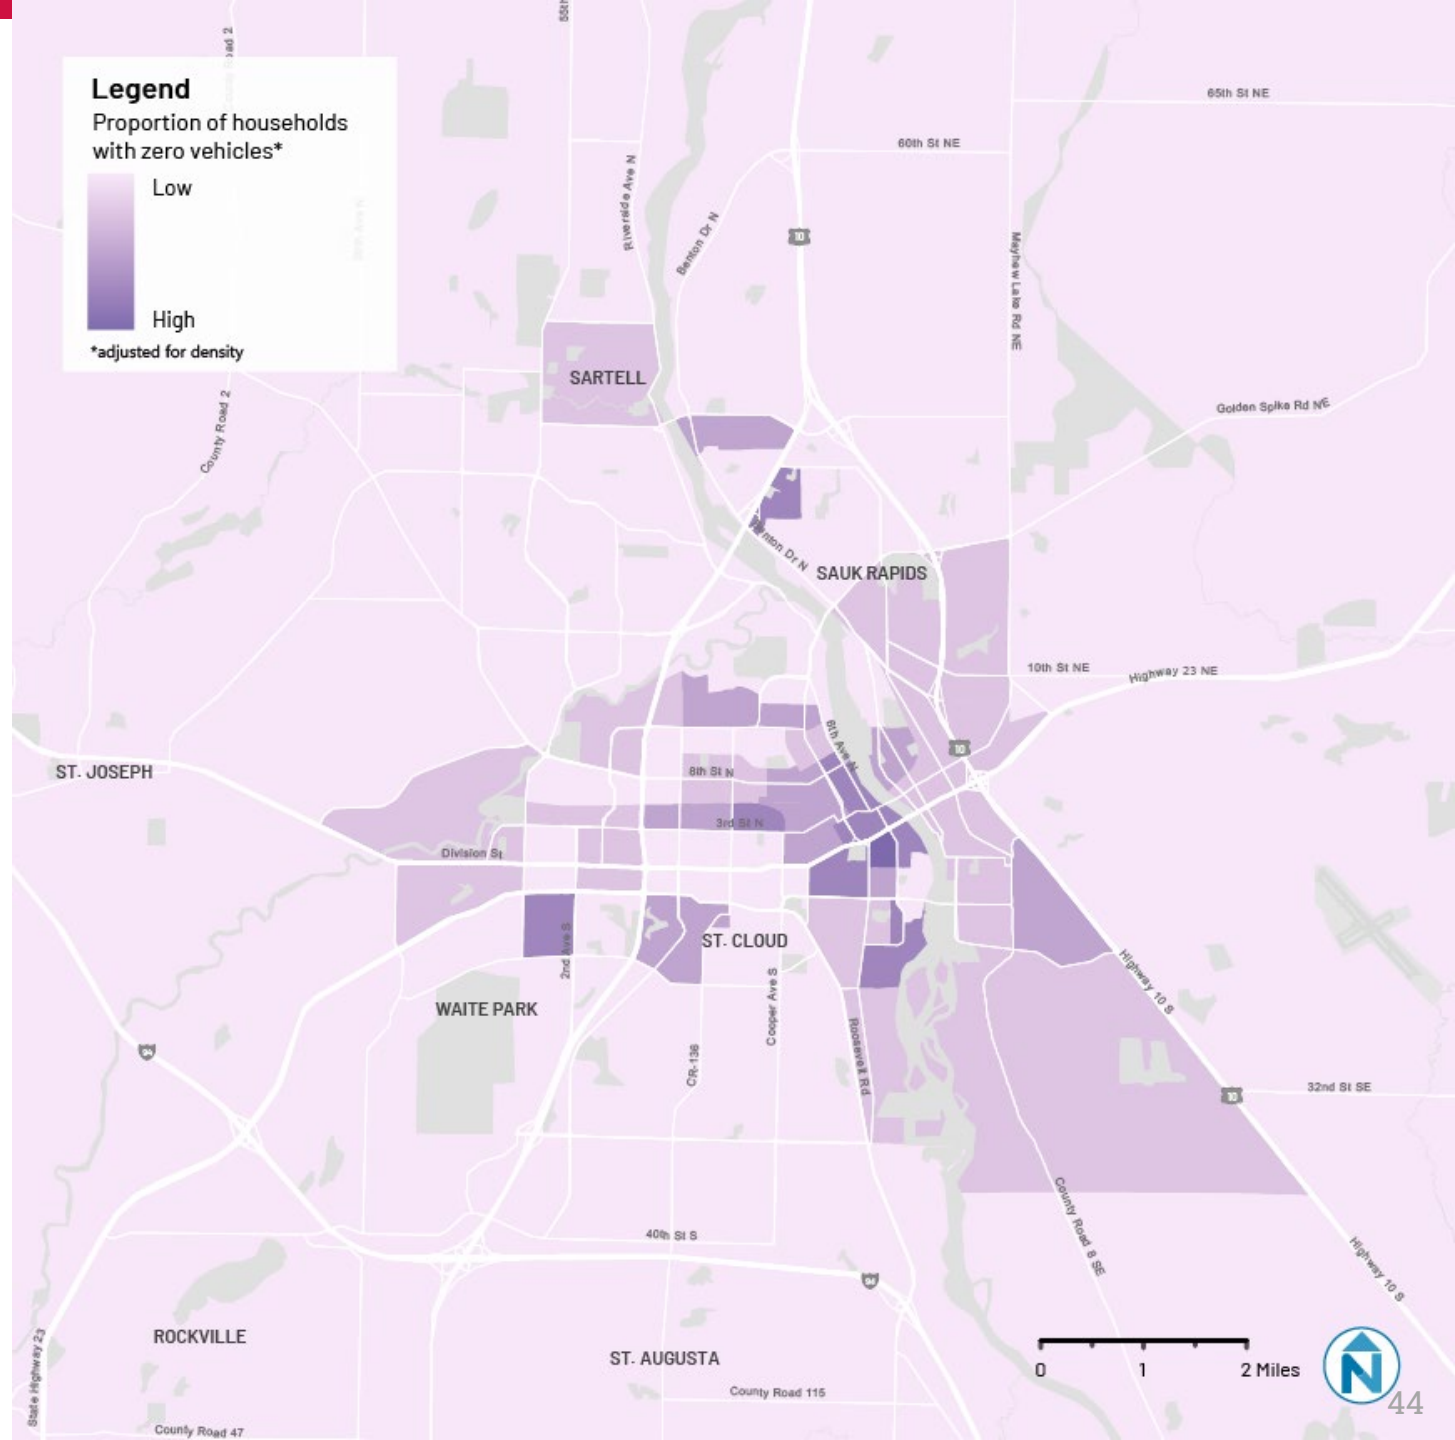 Legend
Proportion of households
with zero vehicles*
Low
High
*adjusted for density
55th
65th St NE
60th St NE
Riverside Ave N
Benton Dr N
10
Mayhew Lake Rd NE
SARTELL
County Road 2
Golden Spike Rd NE
Benton Dr N
SAUK RAPIDS
10th St NE
Highway 23 NE
6th Ave N
10
ST. JOSEPH
8th St N
3rd St N
Division St
ST. CLOUD
2nd Ave S
WAITE PARK
Cooper Ave S
Highway 10 S
CR-136
Roosevelt Rd
94
10
32nd St SE
County Road 8 SE
40th St S
94
Highway 10 S
ROCKVILLE
ST. AUGUSTA
State Highway 23
County Road 115
County Road 47
0 1 2 Miles
N
44